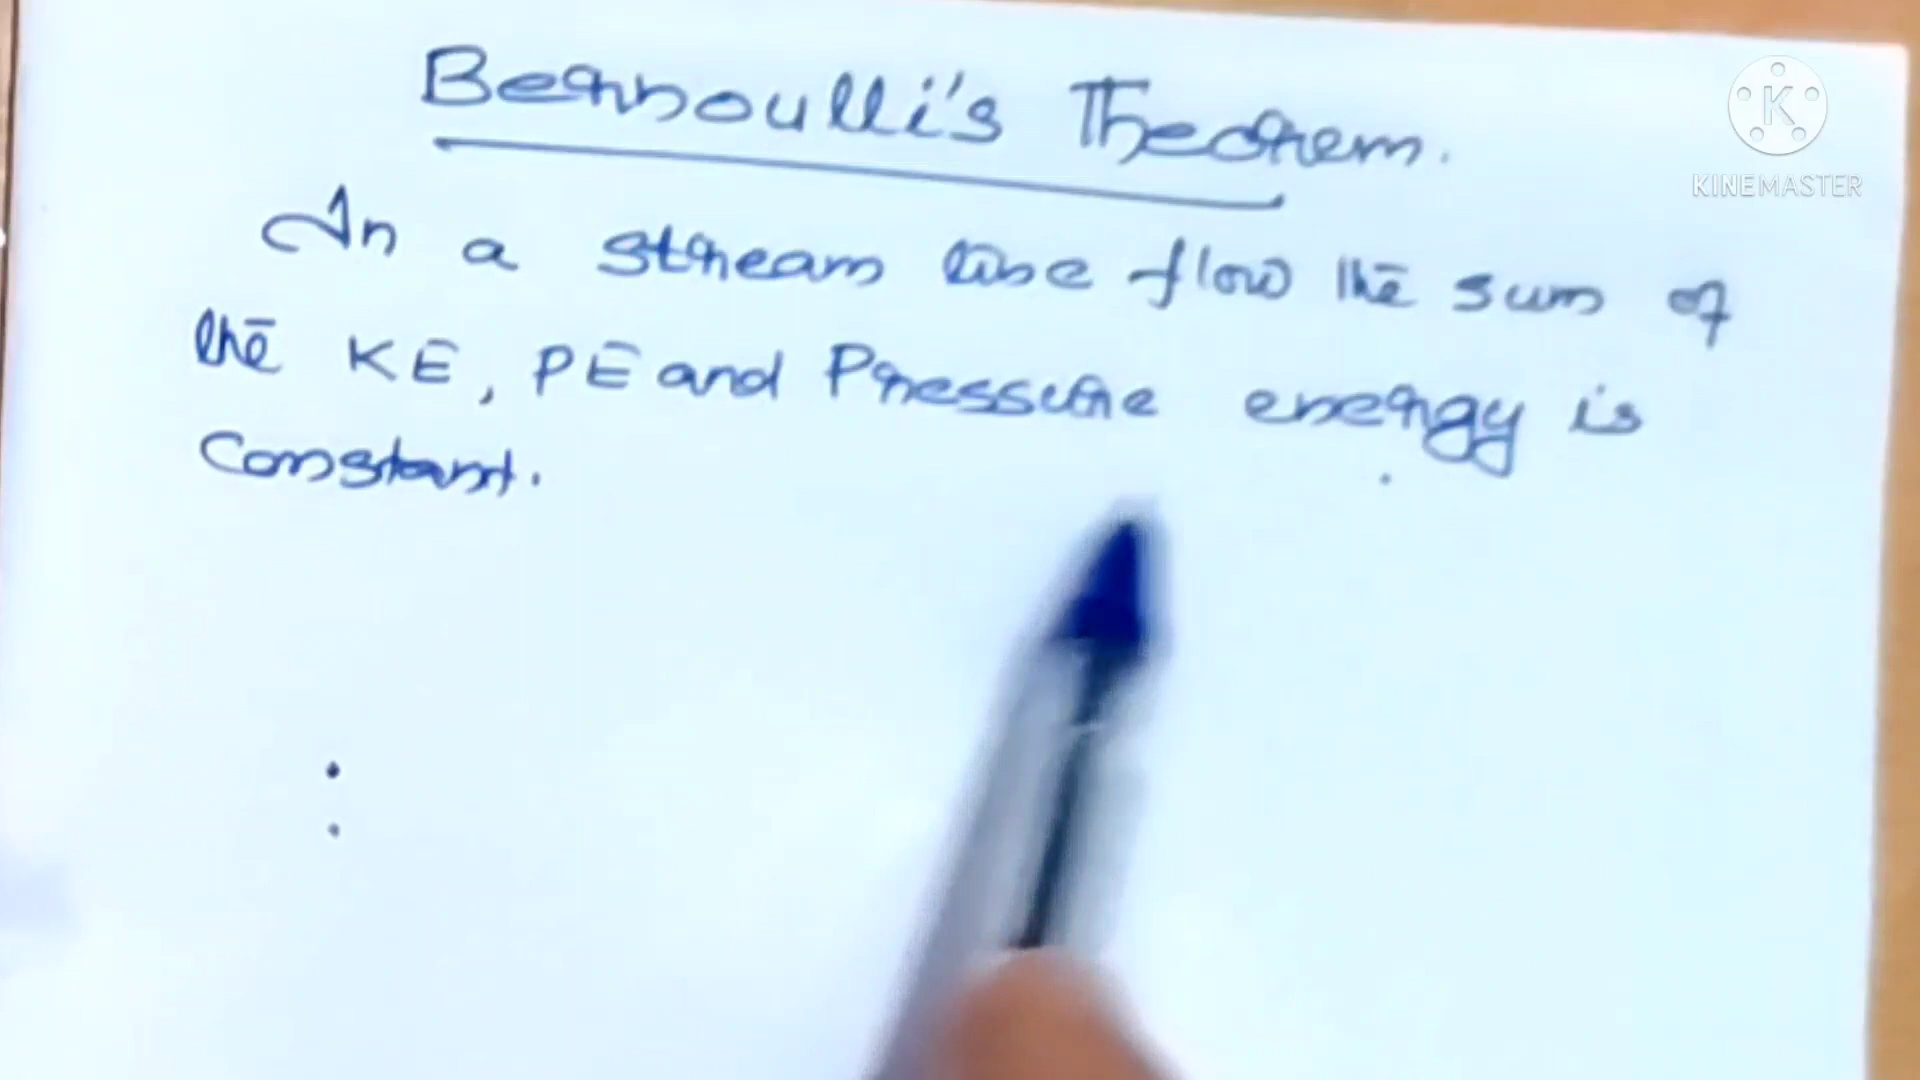 Bernoulli's Theorem.
In a stream line flow the sum of
the KE, PE and Pressure energy is
Constant.
K
KINEMASTER